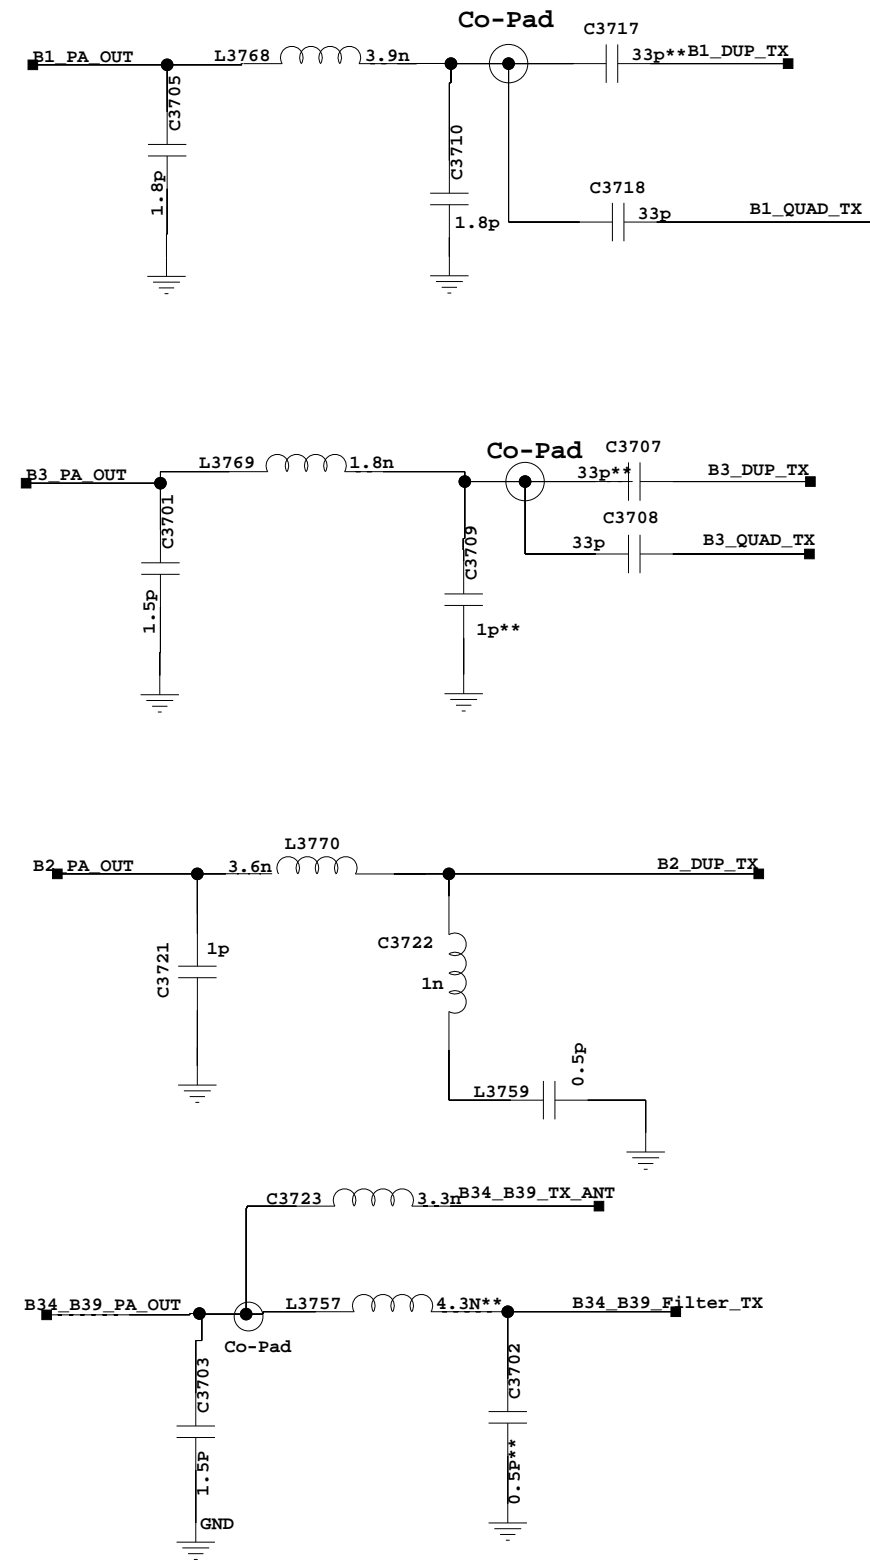 Co-Pad
C3717
B1_PA_OUT
L3768
3.9n
33p**
B1_DUP_TX
C3705
1.8p
C3710
1.8p
C3718
33p
B1_QUAD_TX
Co-Pad
C3707
B3_PA_OUT
L3769
1.8n
33p**
B3_DUP_TX
C3701
1.5p
C3709
1p**
C3708
33p
B3_QUAD_TX
L3770
B2_PA_OUT
3.6n
B2_DUP_TX
C3721
1p
C3722
1n
L3759
0.5p
C3723
3.3n
B34_B39_TX_ANT
B34_B39_PA_OUT
L3757
4.3N**
B34_B39_Filter_TX
Co-Pad
C3703
1.5P
GND
C3702
0.5P**